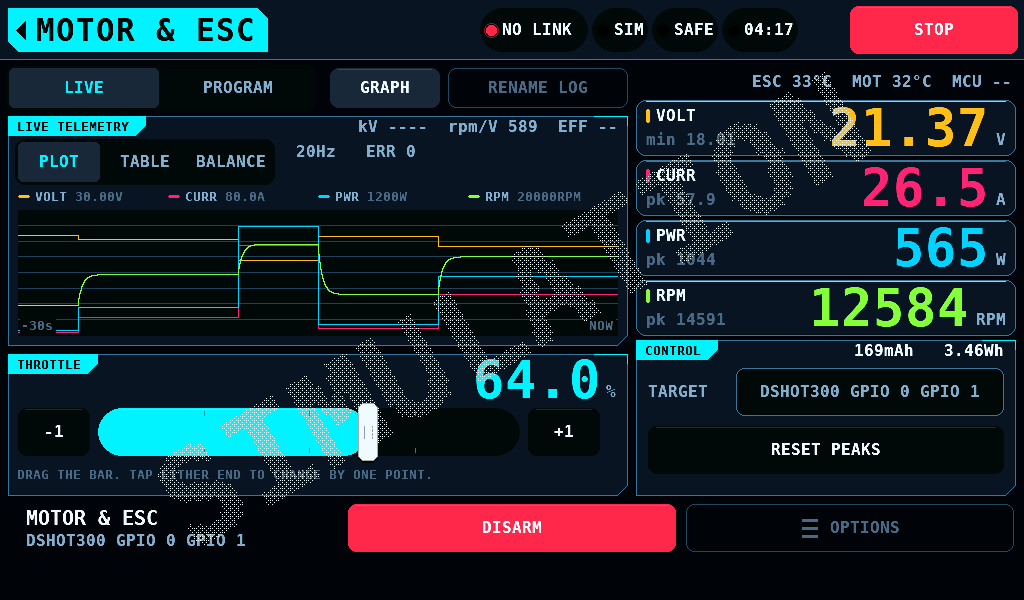 MOTOR & ESC
NO LINK
SIM
SAFE
04:17
STOP
LIVE
PROGRAM
GRAPH
RENAME LOG
ESC 33°C MOT 32°C MCU --
LIVE TELEMETRY
kV ---- rpm/V 589 EFF --
PLOT
TABLE
BALANCE
20Hz ERR 0
VOLT 30.00V
CURR 80.0A
PWR 1200W
RPM 20000RPM
-30s
NOW
VOLT
min 18.01
21.37 V
CURR
pk 57.9
26.5 A
PWR
pk 1044
565 W
RPM
pk 14591
12584 RPM
THROTTLE
64.0 %
-1
+1
DRAG THE BAR. TAP EITHER END TO CHANGE BY ONE POINT.
CONTROL
169mAh 3.46Wh
TARGET
DSHOT300 GPIO 0 GPIO 1
RESET PEAKS
MOTOR & ESC
DSHOT300 GPIO 0 GPIO 1
DISARM
OPTIONS
SIMULATION